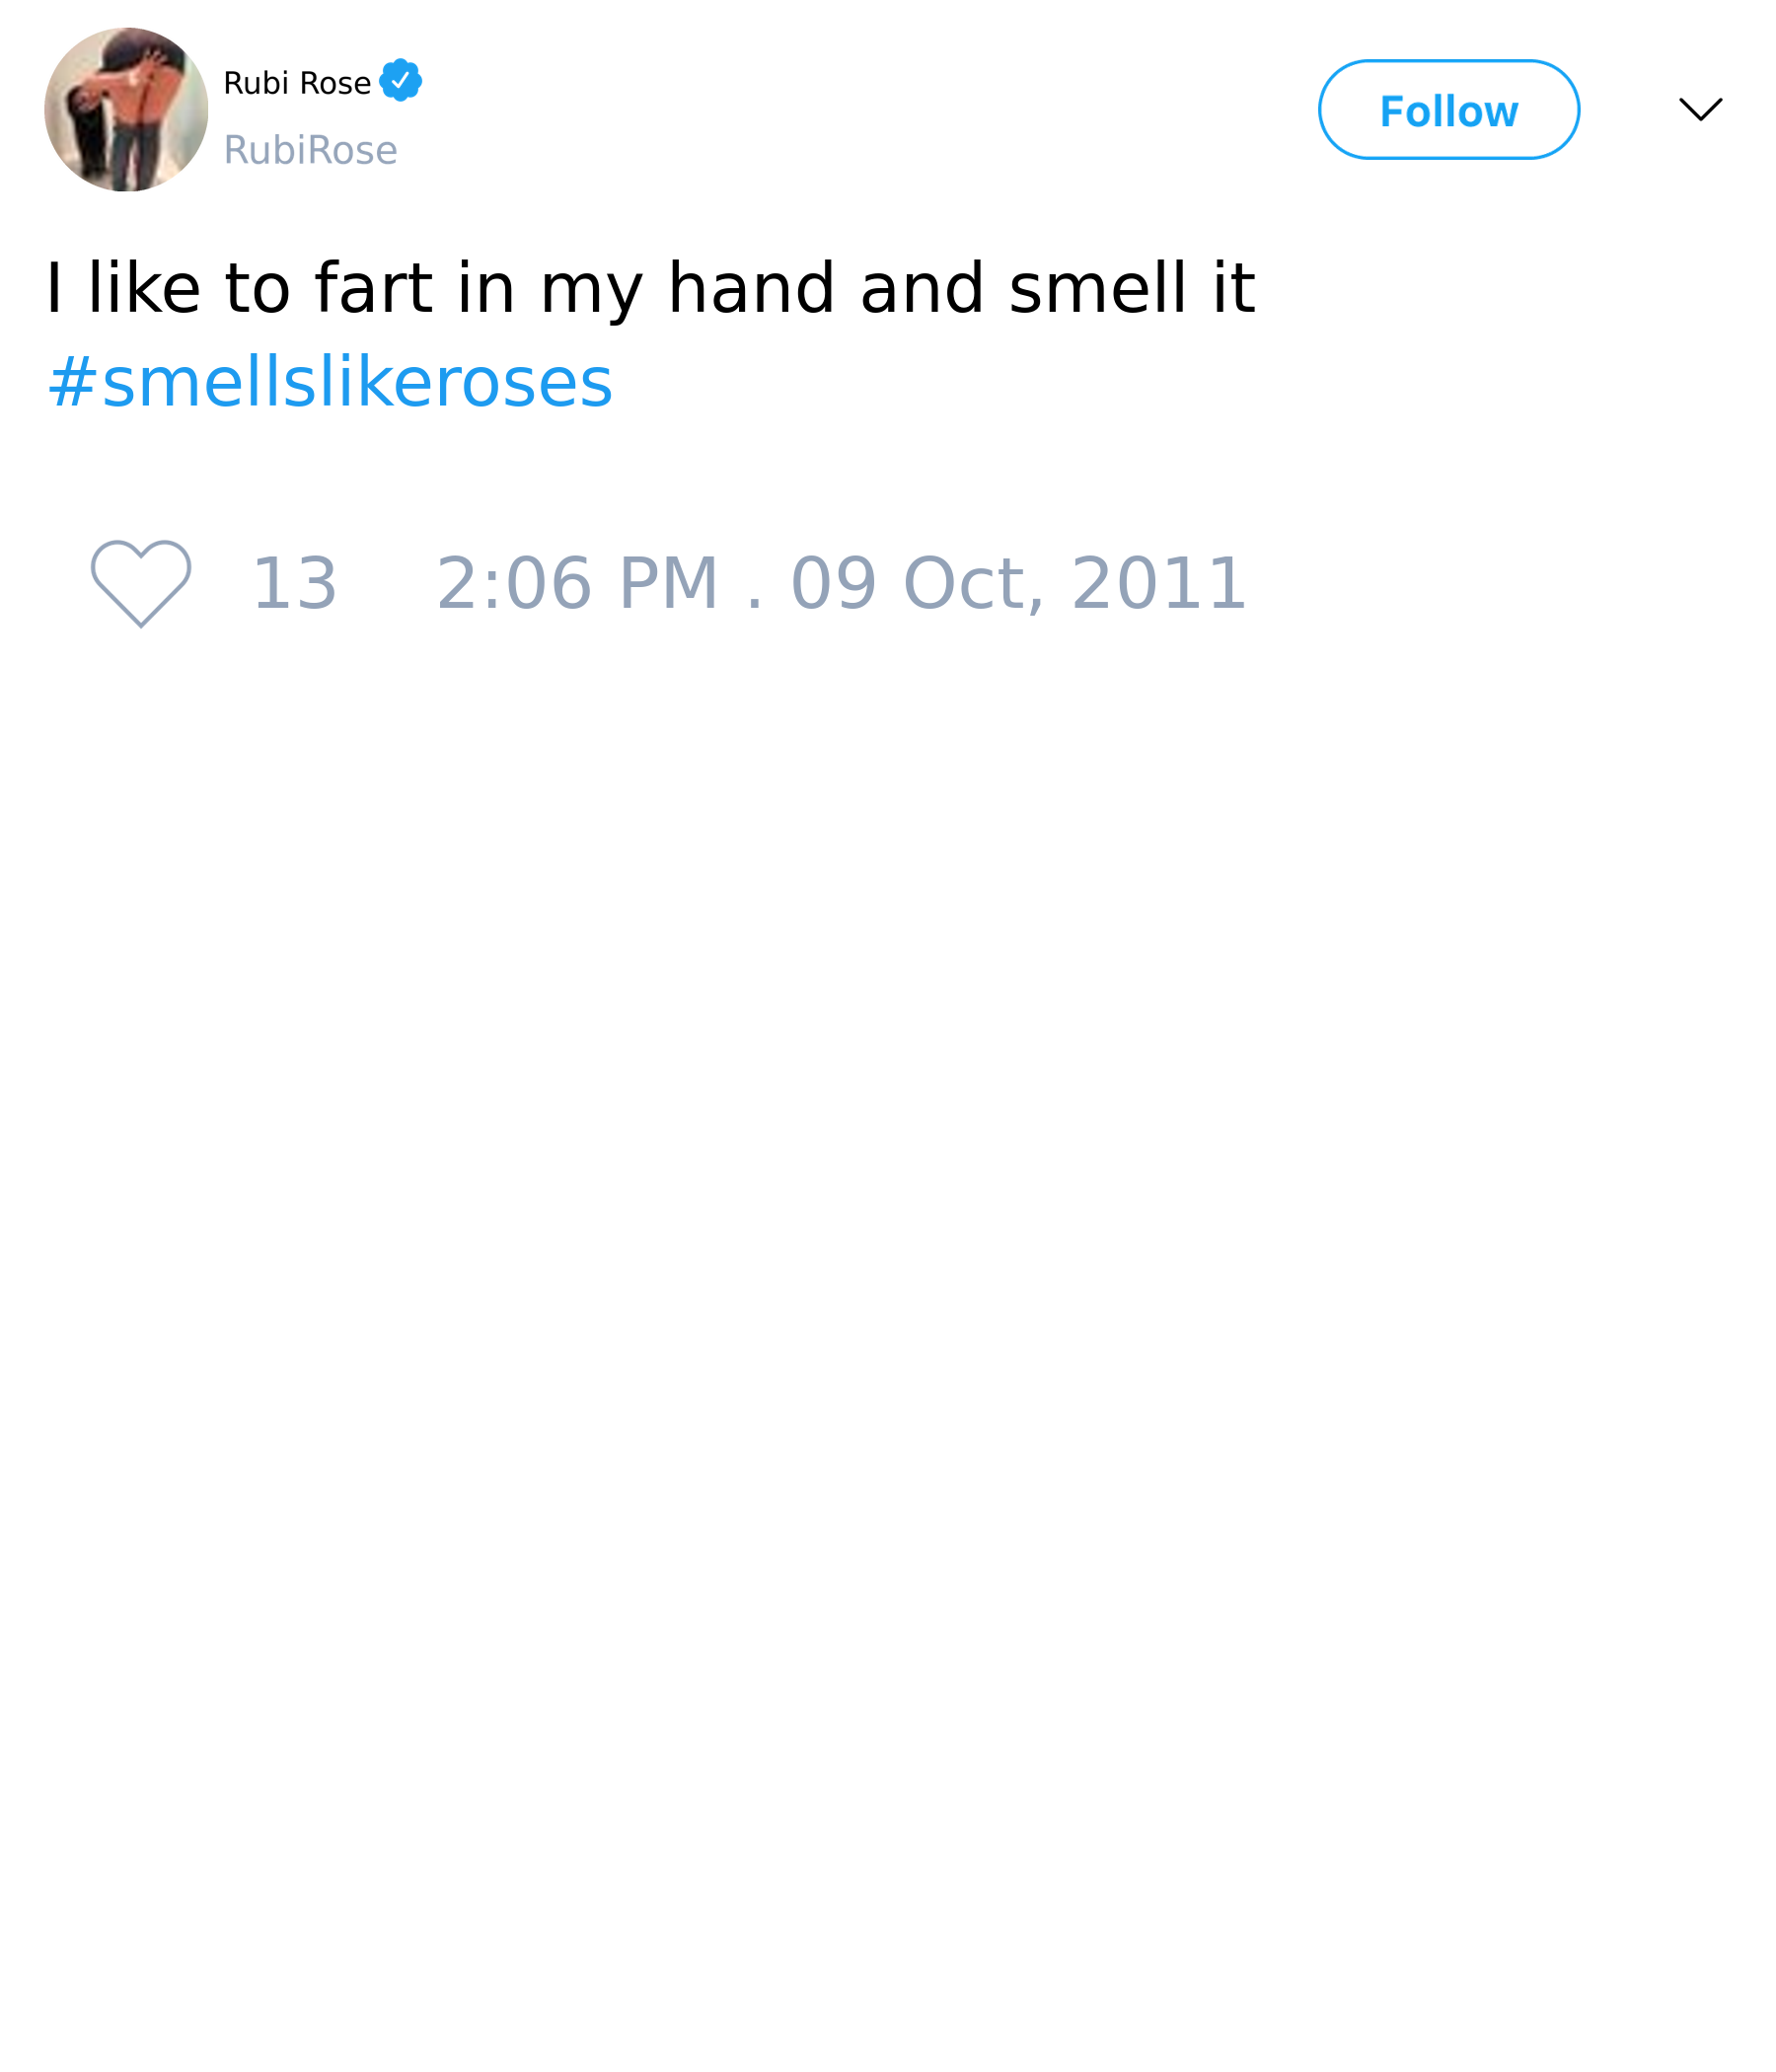 Rubi Rose
RubiRose
Follow
I like to fart in my hand and smell it
#smellslikeroses
13 2:06 PM . 09 Oct, 2011